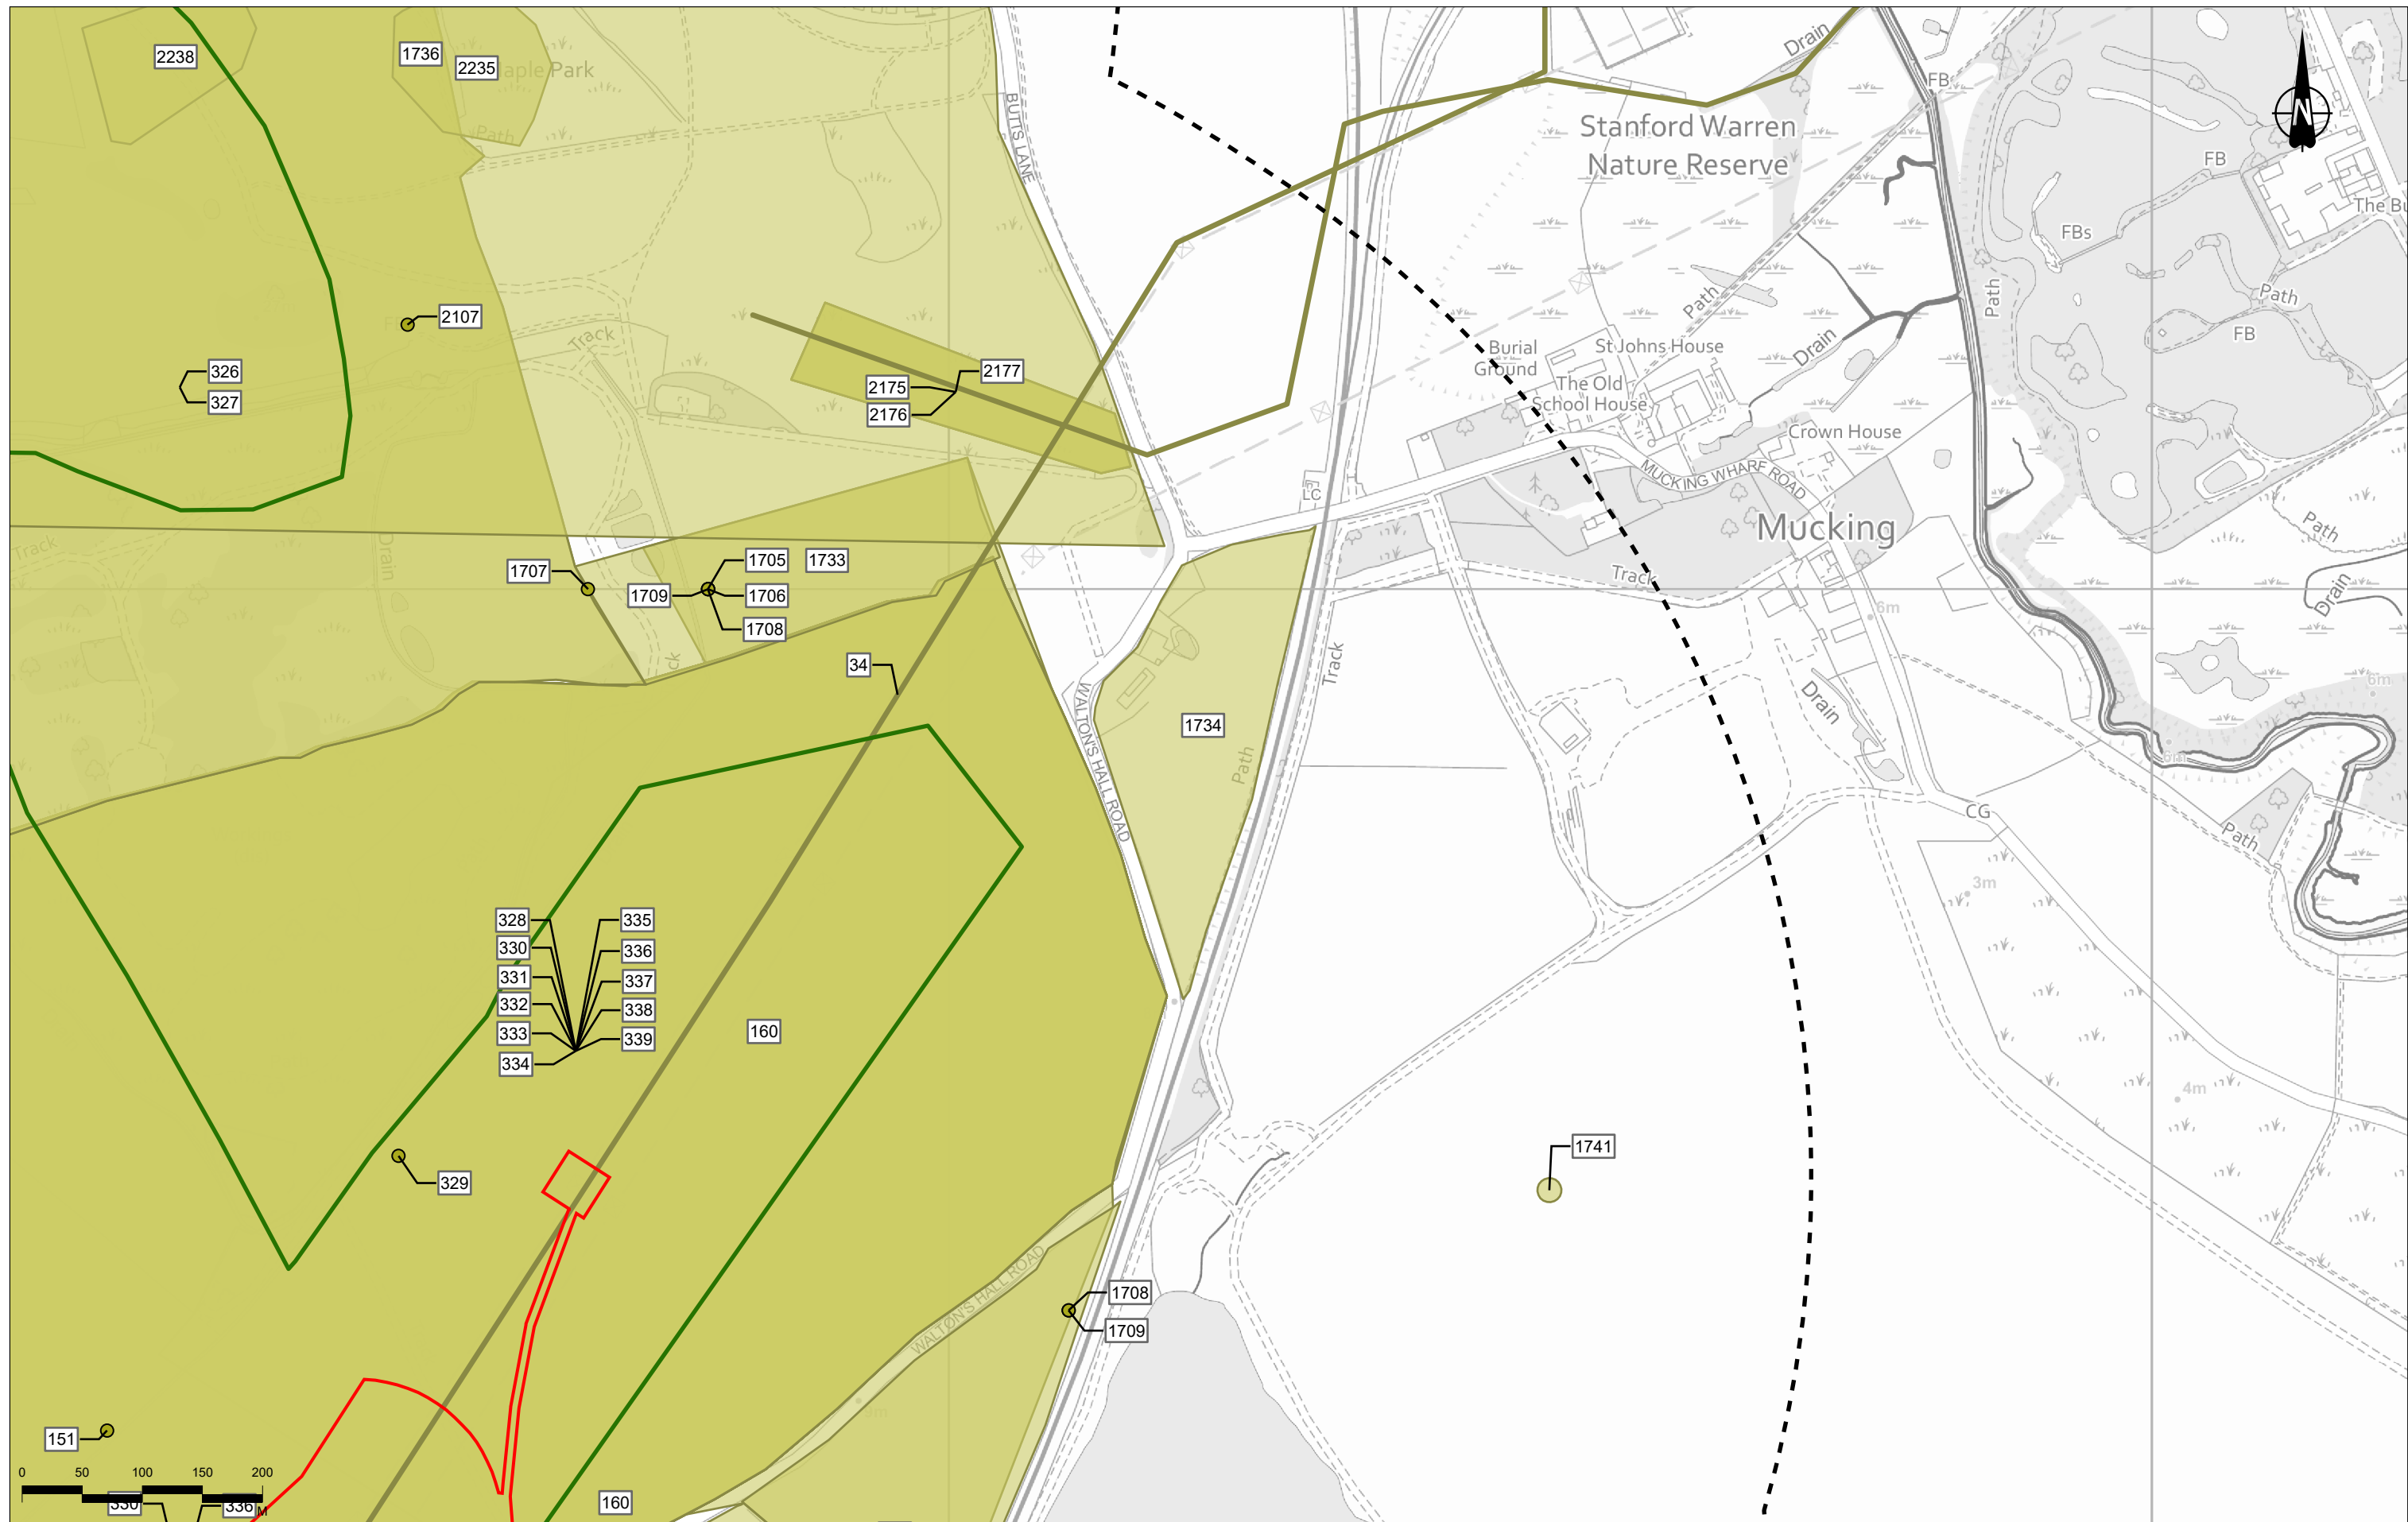 2238
1736
2235
aple Park
Path
BUTTS LANE
Drain
FB
Stanford Warren
Nature Reserve
N
FB
The Bu
FBs
Path
Path
Path
FB
2107
326
327
Track
2177
2175
2176
Burial
Ground
St Johns House
The Old
School House
Drain
Crown House
MUCKING WHARF ROAD
LC
Mucking
Path
Track
Drain
Track
Drain
1707
1705
1733
1709
1706
1708
6m
ck
34
Track
WALTON'S HALL ROAD
1734
Path
Drain
6m
6m
CG
Path
3m
328
335
330
336
331
337
332
338
333
339
334
160
4m
1741
329
WALTON'S HALL ROAD
1708
1709
151
0 50 100 150 200
M
330
336
160